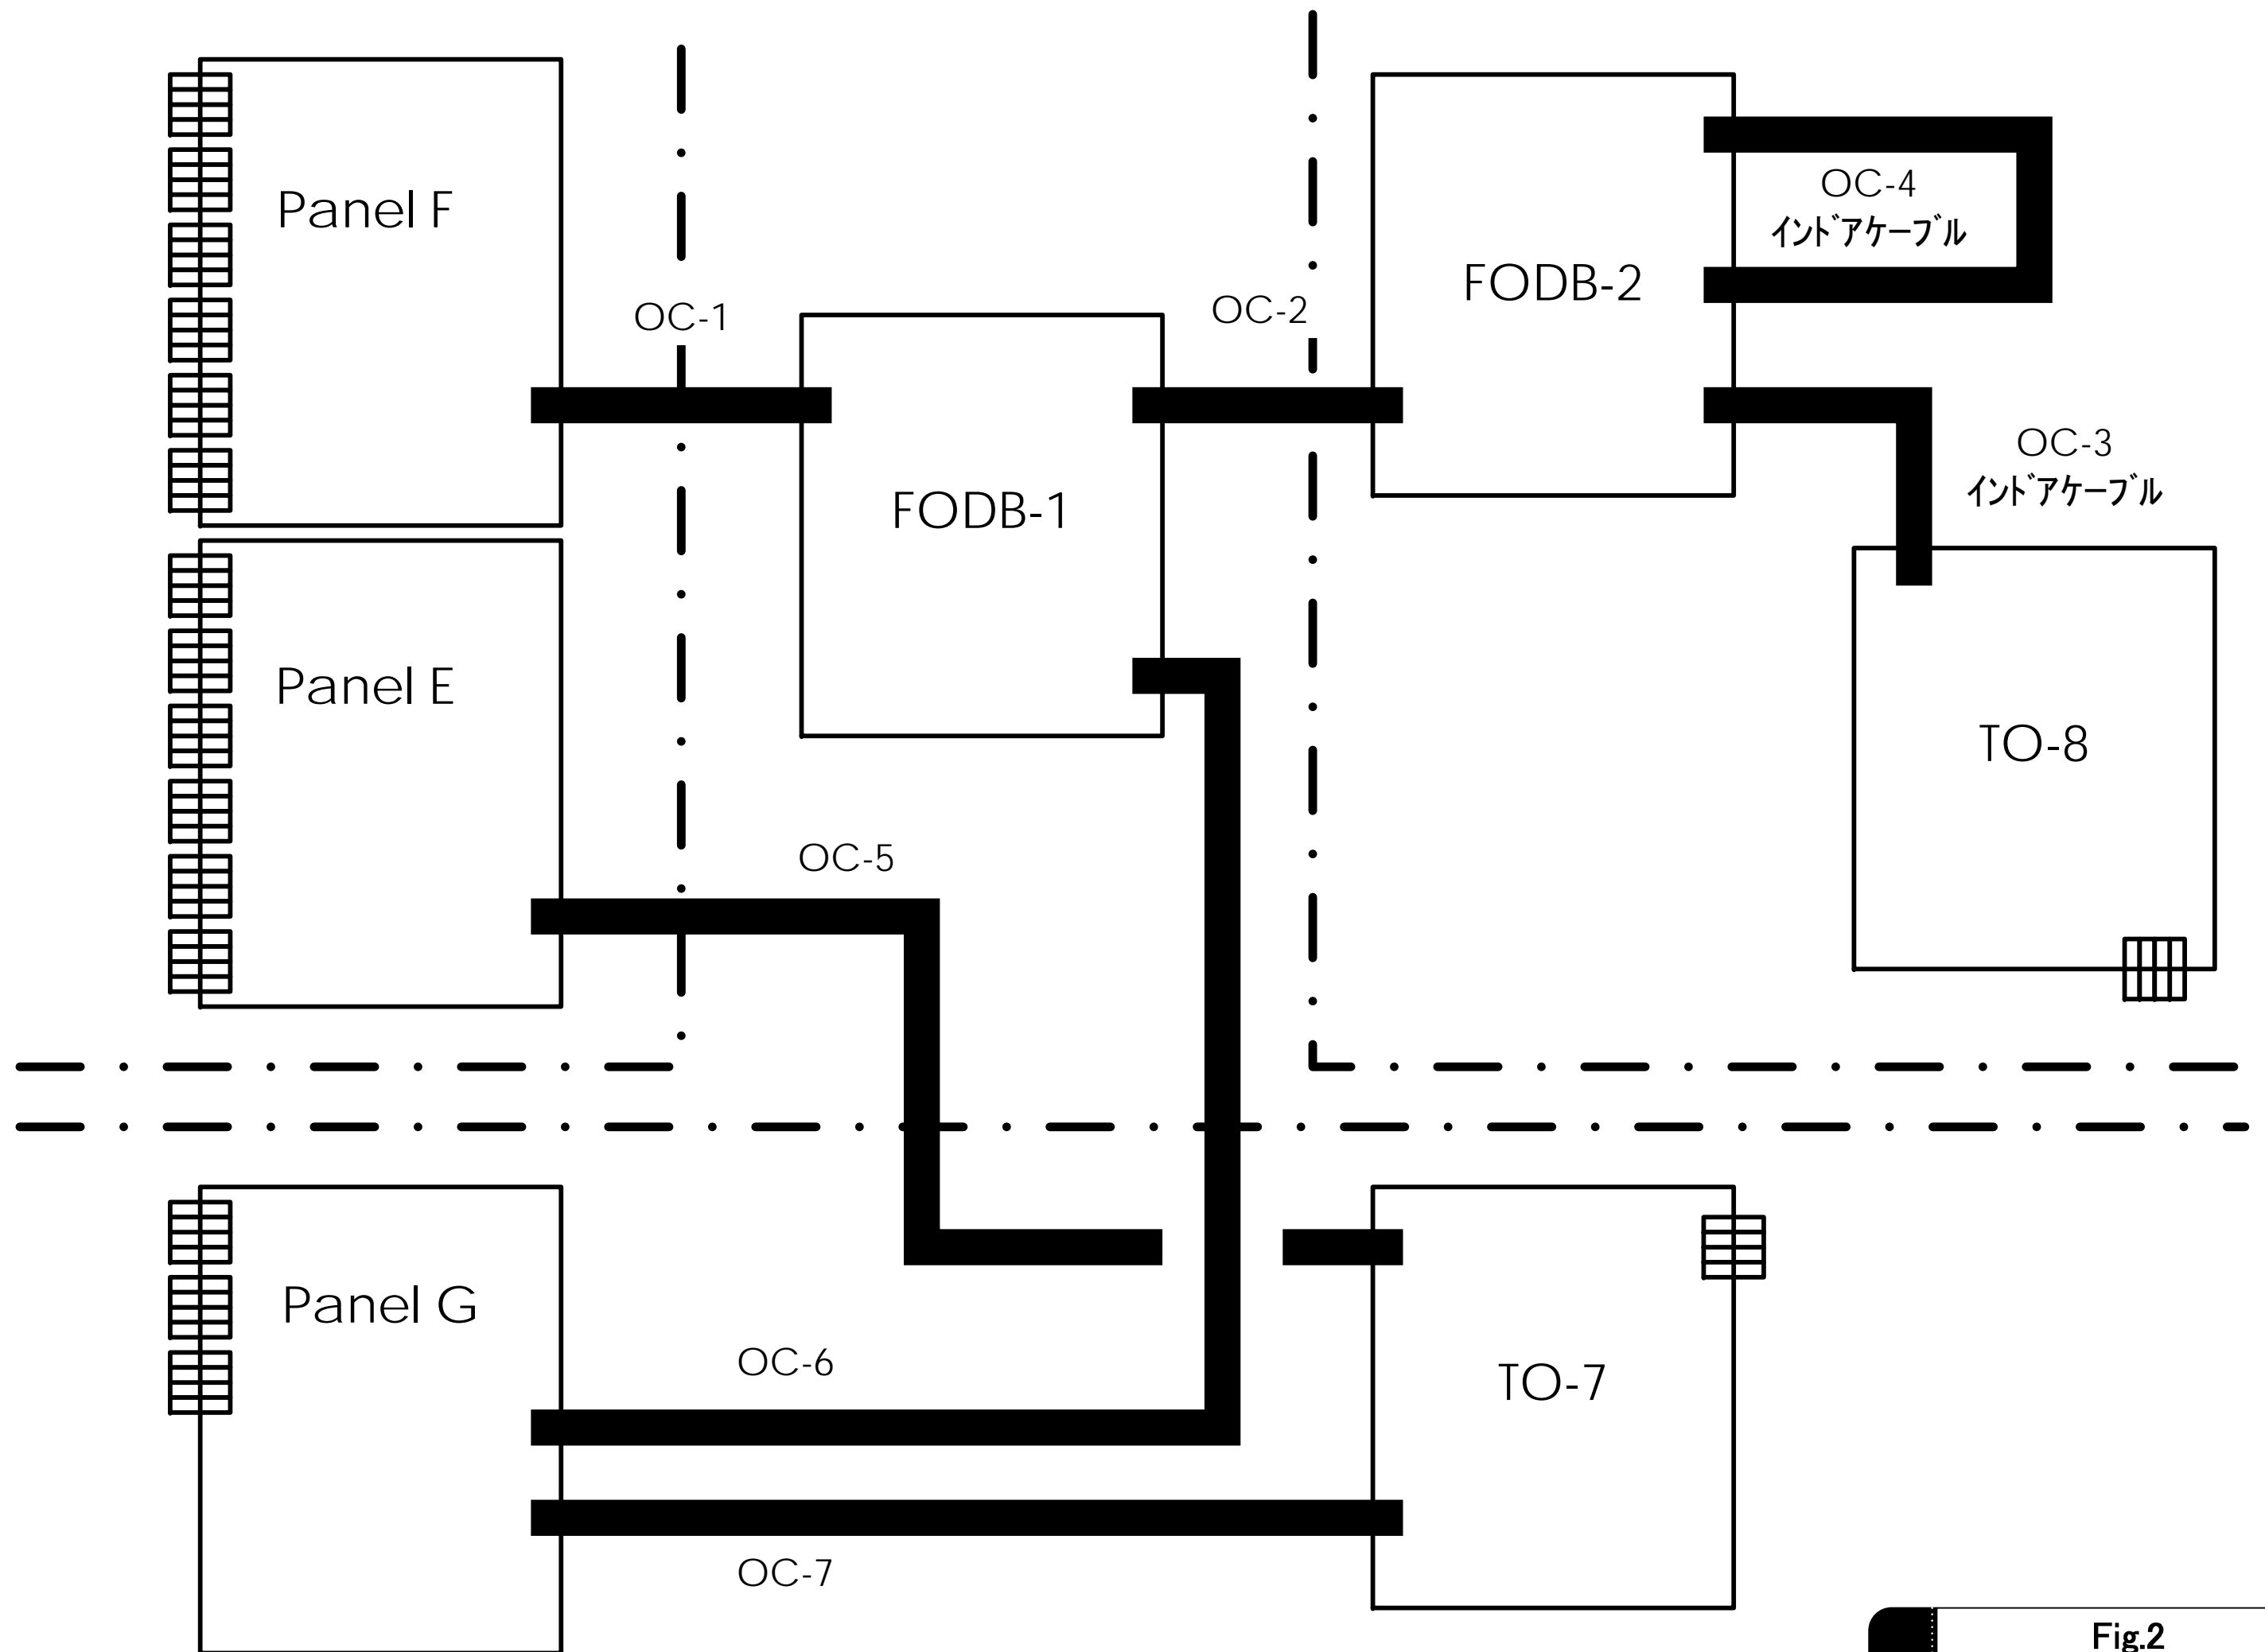 Panel F
OC-4
インドアケーブル
OC-1
OC-2
FODB-2
OC-3
インドアケーブル
FODB-1
Panel E
TO-8
OC-5
Panel G
OC-6
TO-7
OC-7
Fig.2